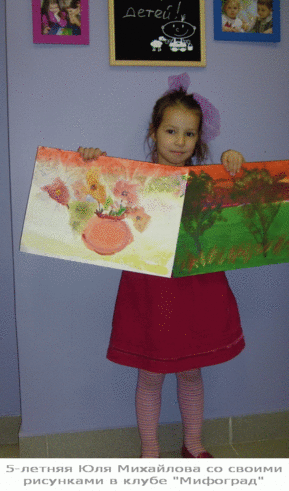 детей!
5-летняя Юля Михайлова со своими
рисунками в клубе "Мифоград"